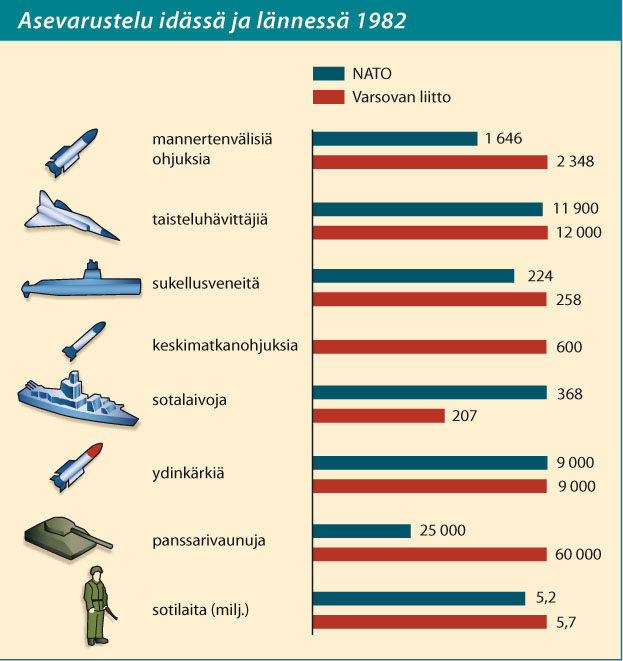 Asevarustelu idässä ja lännessä 1982
NATO
Varsovan liitto
mannertenvälisiä
ohjuksia
1 646
2 348
taisteluhävittäjiä
11 900
12 000
sukellusveneitä
224
258
keskimatkanohjuksia
600
sotalaivoja
368
207
ydinkärkiä
9 000
9 000
panssarivaunuja
25 000
60 000
sotilaita (milj.)
5,2
5,7